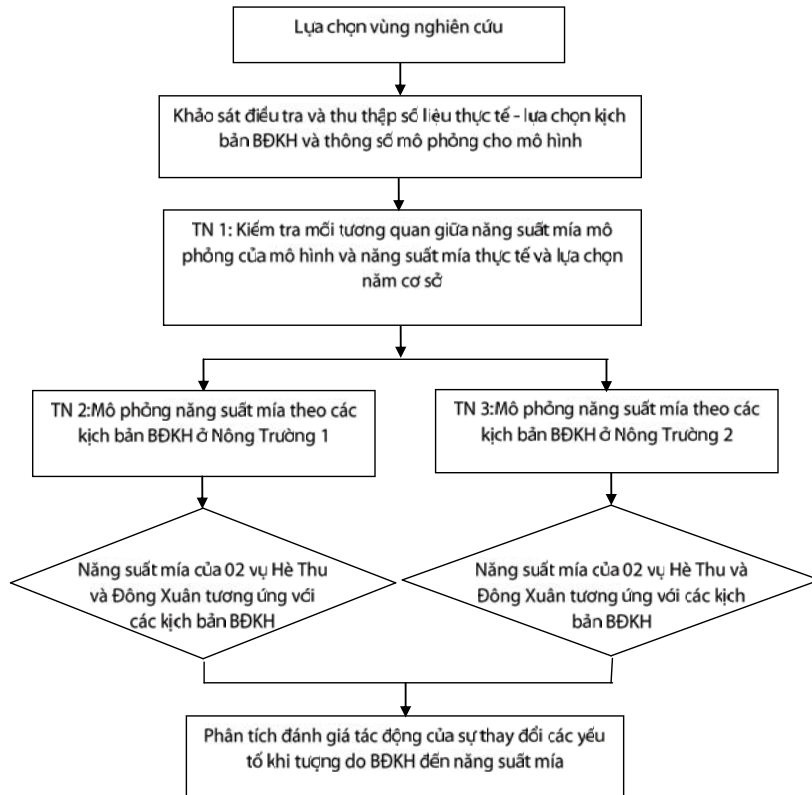 Lựa chọn vùng nghiên cứu
Khảo sát điều tra và thu thập số liệu thực tế - lựa chọn kịch
bản BĐKH và thông số mô phỏng cho mô hình
TN 1: Kiểm tra mối tương quan giữa năng suất mía mô
phỏng của mô hình và năng suất mía thực tế và lựa chọn
năm cơ sở
TN 2:Mô phỏng năng suất mía theo các
kịch bản BĐKH ở Nông Trường 1
TN 3:Mô phỏng năng suất mía theo các
kịch bản BĐKH ở Nông Trường 2
Năng suất mía của 02 vụ Hè Thu
và Đông Xuân tương ứng với
các kịch bản BĐKH
Năng suất mía của 02 vụ Hè Thu và
Đông Xuân tương ứng với các kịch
bản BĐKH
Phân tích đánh giá tác động của sự thay đổi các yếu
tố khi tượng do BĐKH đến năng suất mía